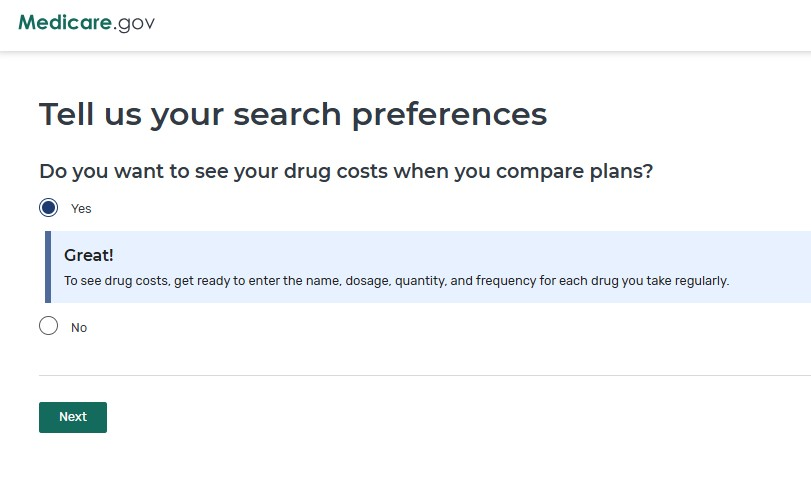 Medicare.gov
Tell us your search preferences
Do you want to see your drug costs when you compare plans?
Yes
Great!
To see drug costs, get ready to enter the name, dosage, quantity, and frequency for each drug you take regularly.
No
Next